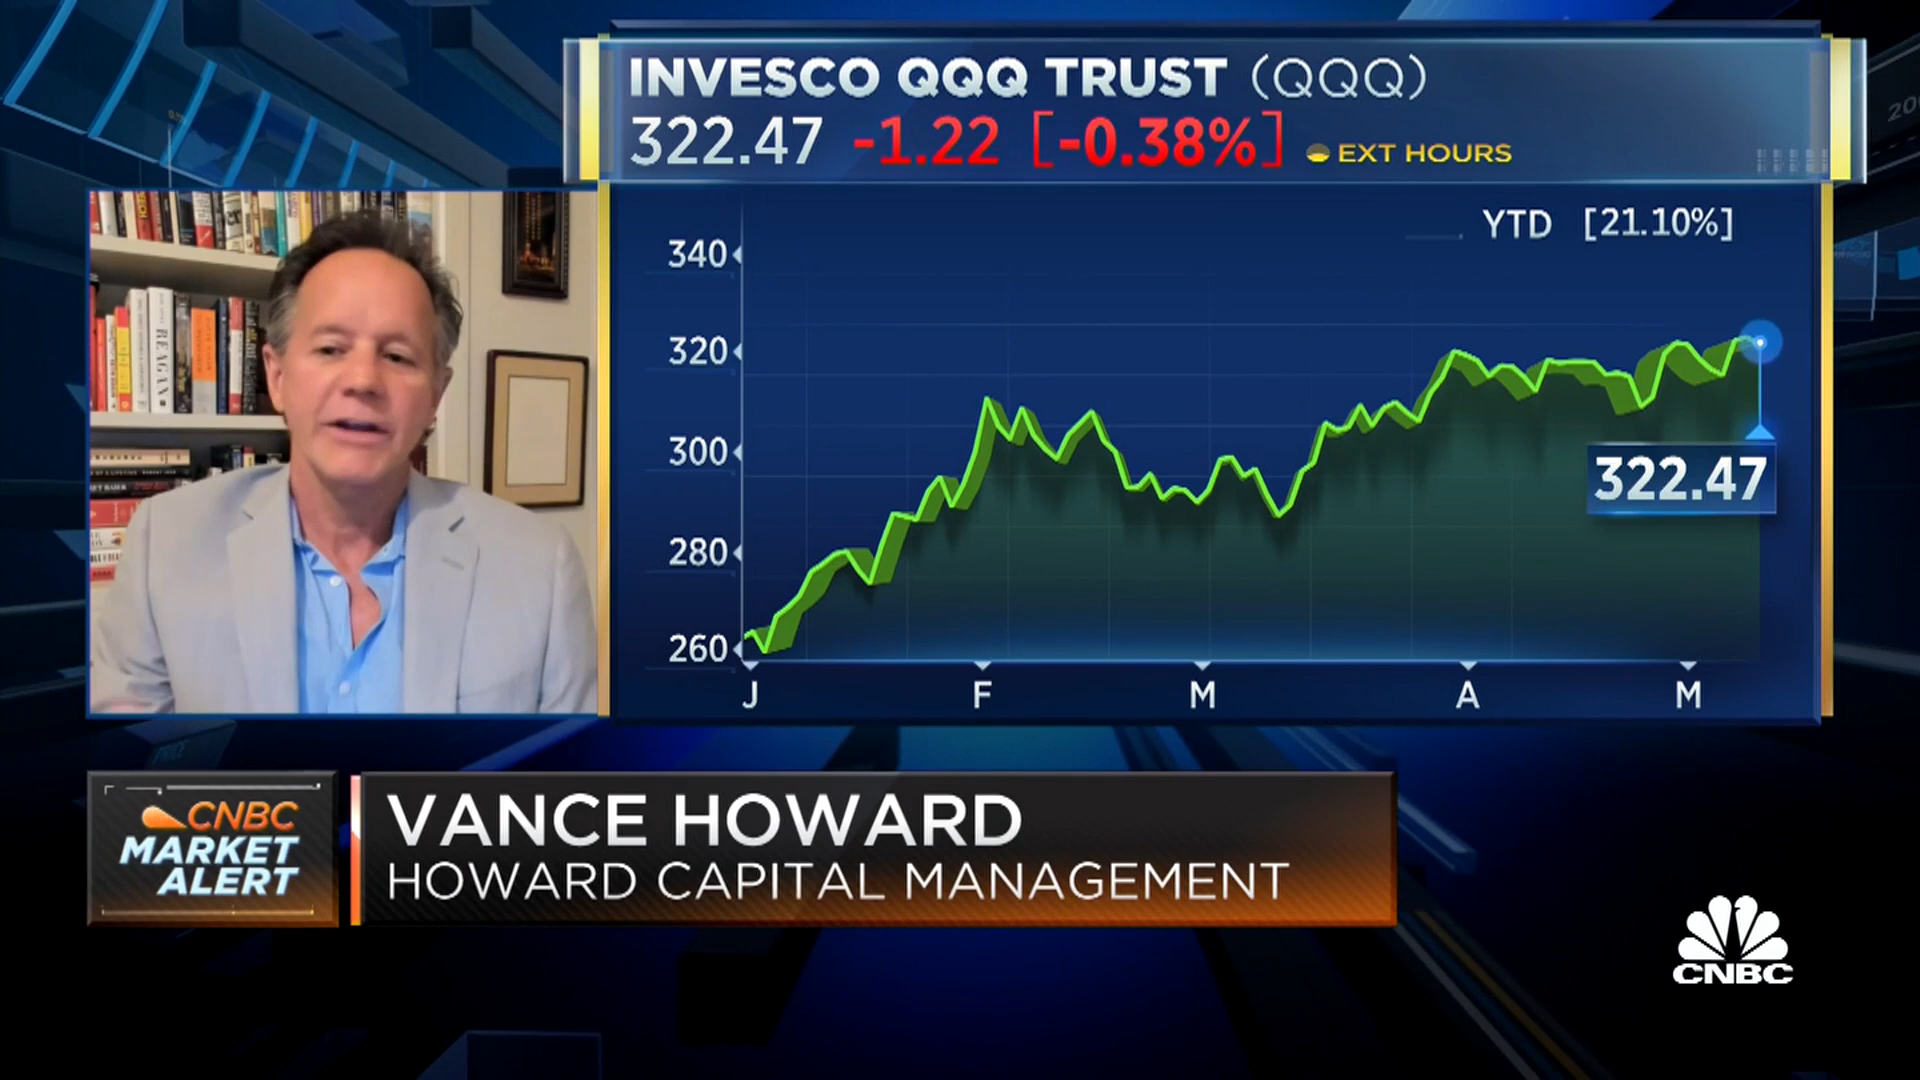 INVESCO QQQ TRUST (QQQ)
322.47 -1.22 [-0.38%] EXT HOURS
YTD [21.10%]
340
320
300
280
260
322.47
J F M A M
REAGAN
CNBC
MARKET
ALERT
VANCE HOWARD
HOWARD CAPITAL MANAGEMENT
CNBC